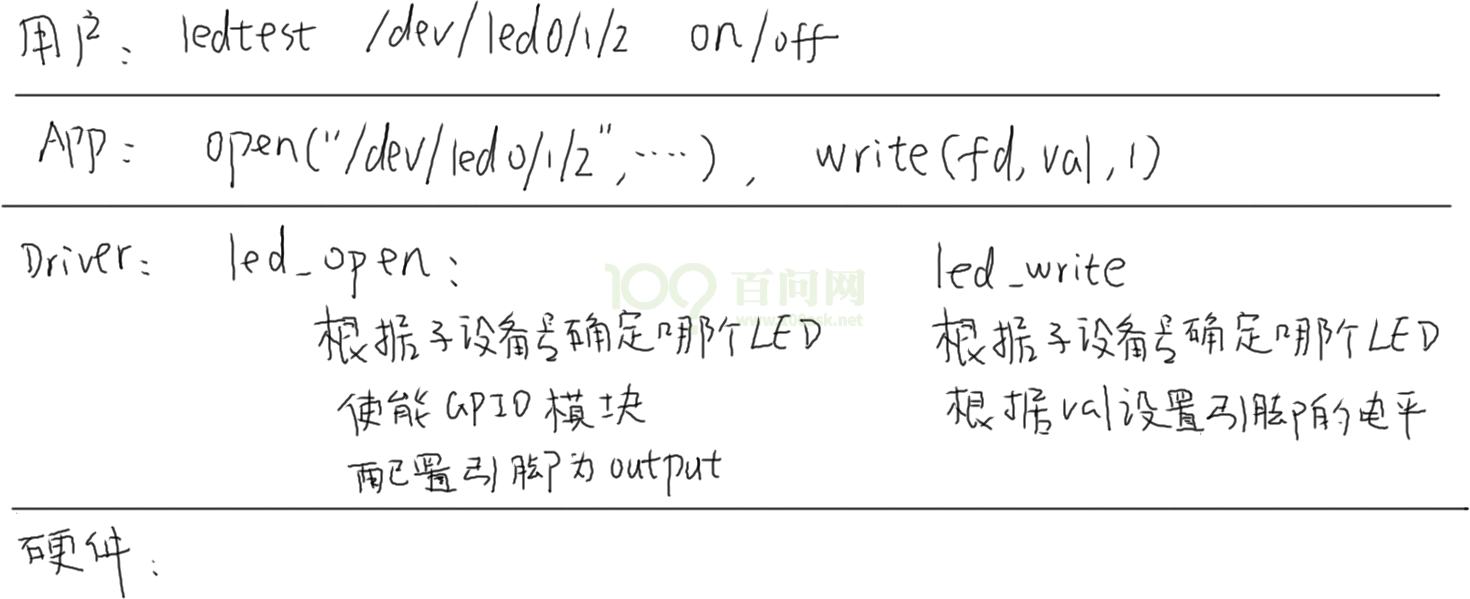 用户: ledtest /dev/led0/1/2 on/off
App: open("/dev/led0/1/2",....), write(fd,val,1)
Driver: led_open: led_write
100 百问网
www.100ask.net
根据子设备号确定哪个LED 根据子设备号确定哪个LED
使能GPIO模块 根据val设置引脚的电平
配置引脚为output
硬件: